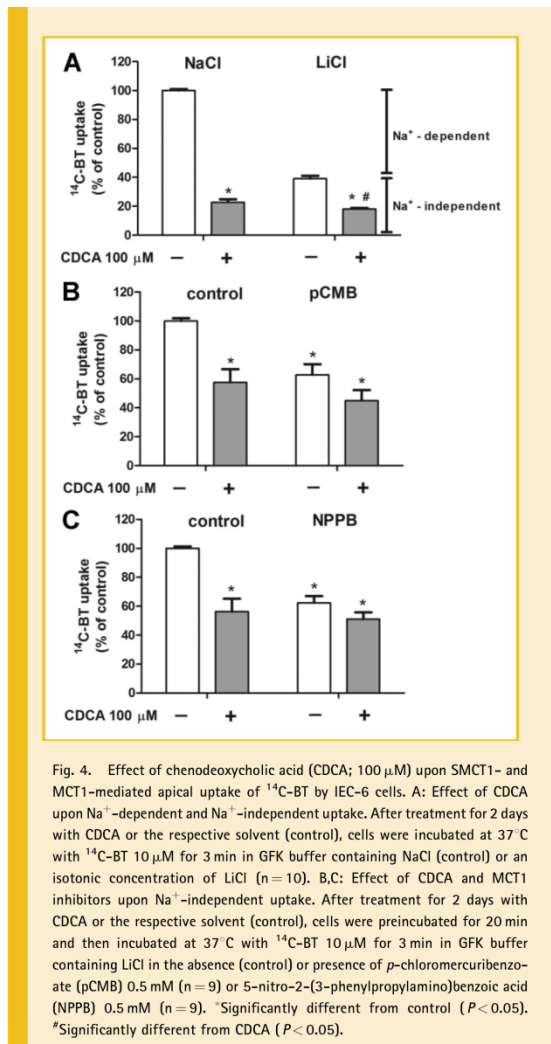 A
NaCl
LiCl
¹⁴C-BT uptake
(% of control)
120
100
80
60
40
20
0
*
* #
Na⁺ - dependent
Na⁺ - independent
CDCA 100 μM
−
+
−
+
B
control
pCMB
¹⁴C-BT uptake
(% of control)
120
100
80
60
40
20
0
*
*
*
CDCA 100 μM
−
+
−
+
C
control
NPPB
¹⁴C-BT uptake
(% of control)
120
100
80
60
40
20
0
*
*
*
CDCA 100 μM
−
+
−
+
Fig. 4. Effect of chenodeoxycholic acid (CDCA; 100 μM) upon SMCT1- and
MCT1-mediated apical uptake of ¹⁴C-BT by IEC-6 cells. A: Effect of CDCA
upon Na⁺-dependent and Na⁺-independent uptake. After treatment for 2 days
with CDCA or the respective solvent (control), cells were incubated at 37°C
with ¹⁴C-BT 10 μM for 3 min in GFK buffer containing NaCl (control) or an
isotonic concentration of LiCl (n = 10). B,C: Effect of CDCA and MCT1
inhibitors upon Na⁺-independent uptake. After treatment for 2 days with
CDCA or the respective solvent (control), cells were preincubated for 20 min
and then incubated at 37°C with ¹⁴C-BT 10 μM for 3 min in GFK buffer
containing LiCl in the absence (control) or presence of p-chloromercuribenzo-
ate (pCMB) 0.5 mM (n = 9) or 5-nitro-2-(3-phenylpropylamino)benzoic acid
(NPPB) 0.5 mM (n = 9). *Significantly different from control (P < 0.05).
#Significantly different from CDCA (P < 0.05).